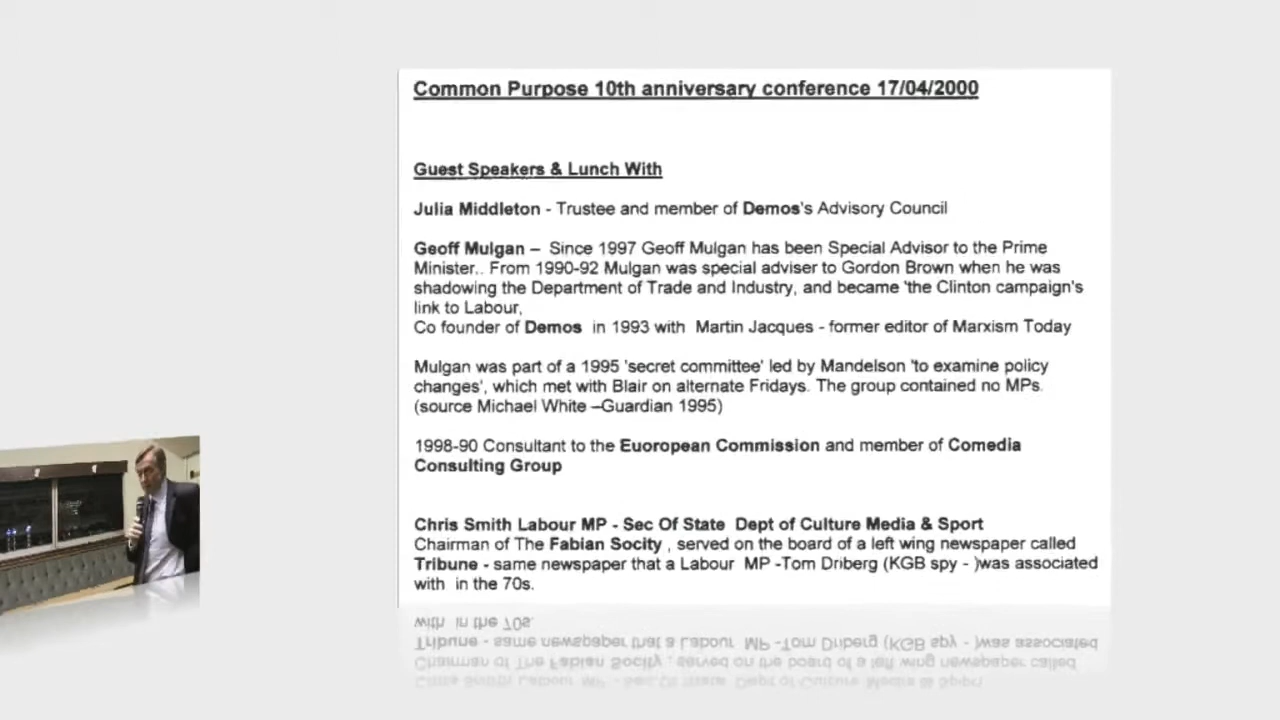 Common Purpose 10th anniversary conference 17/04/2000
Guest Speakers & Lunch With
Julia Middleton - Trustee and member of Demos's Advisory Council
Geoff Mulgan – Since 1997 Geoff Mulgan has been Special Advisor to the Prime
Minister.. From 1990-92 Mulgan was special adviser to Gordon Brown when he was
shadowing the Department of Trade and Industry, and became 'the Clinton campaign's
link to Labour,
Co founder of Demos in 1993 with Martin Jacques - former editor of Marxism Today
Mulgan was part of a 1995 'secret committee' led by Mandelson 'to examine policy
changes', which met with Blair on alternate Fridays. The group contained no MPs.
(source Michael White –Guardian 1995)
1998-90 Consultant to the Euoropean Commission and member of Comedia
Consulting Group
Chris Smith Labour MP - Sec Of State Dept of Culture Media & Sport
Chairman of The Fabian Socity , served on the board of a left wing newspaper called
Tribune - same newspaper that a Labour MP -Tom Driberg (KGB spy - )was associated
with in the 70s.